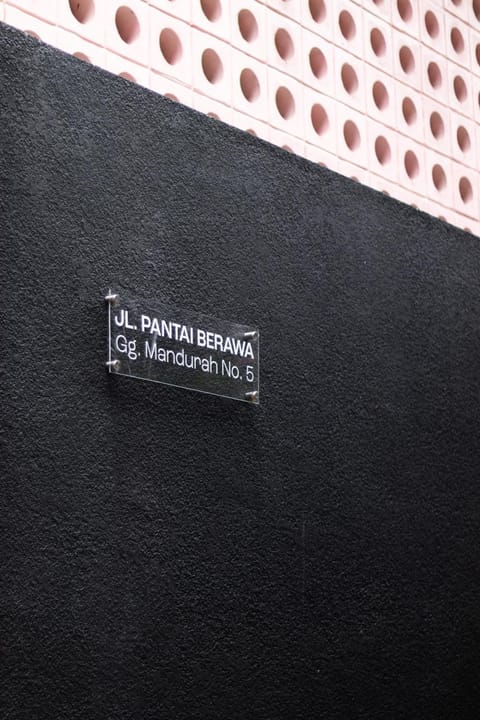 JL. PANTAI BERAWA
Gg. Mandurah No. 5